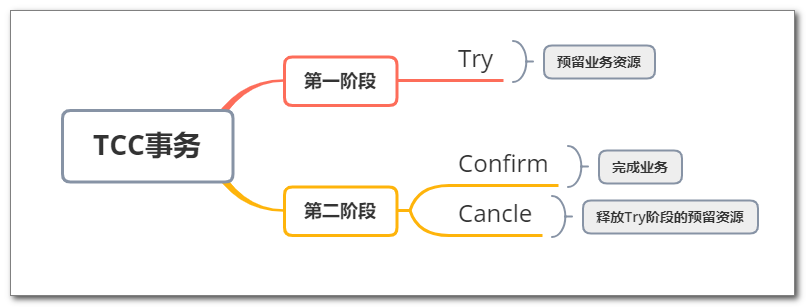 TCC事务
第一阶段
Try
预留业务资源
第二阶段
Confirm
完成业务
Cancle
释放Try阶段的预留资源